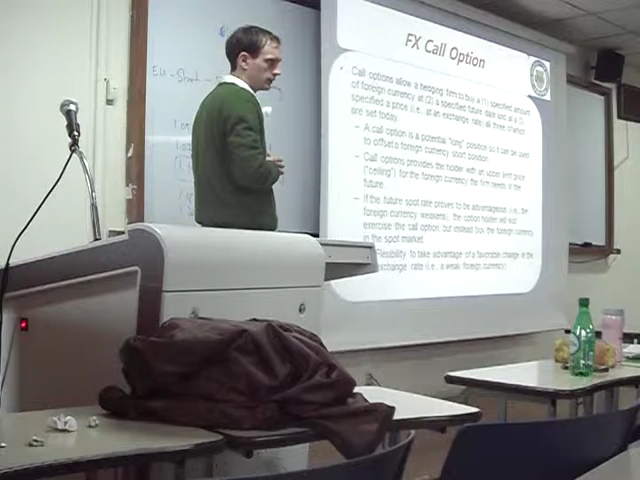 FX Call Option
EU - Short
• Call options allow a hedging firm to buy a (1) specified amount
of foreign currency at (2) a specified future date and at a (3)
specified a price (i.e., at an exchange rate) all three of which
are set today.
– A call option is a potential "long" position so it can be used
to offset a foreign currency short position.
– Call options provides the holder with an upper limit price
("ceiling") for the foreign currency the firm needs in the
future.
– If the future spot rate proves to be advantageous (i.e., the
foreign currency weakens), the option holder will not
exercise the call option, but instead buy the foreign currency
in the spot market.
Flexibility to take advantage of a favorable change in the
exchange rate (i.e., a weak foreign currency)